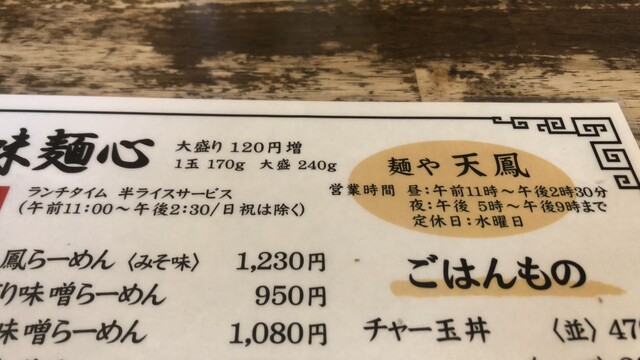 味麺心
大盛り 120円増
1玉 170g 大盛 240g
ランチタイム 半ライスサービス
(午前11:00〜午後2:30/日祝は除く)
鳳らーめん〈みそ味〉 1,230円
り味噌らーめん 950円
味噌らーめん 1,080円
麺や 天鳳
営業時間 昼:午前11時〜午後2時30分
夜:午後 5時〜午後9時まで
定休日:水曜日
ごはんもの
チャー玉丼 〈並〉47